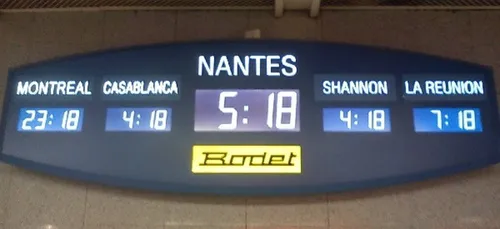 NANTES
MONTREAL CASABLANCA SHANNON LA REUNION
23:18 4:18 5:18 4:18 7:18
Bodet